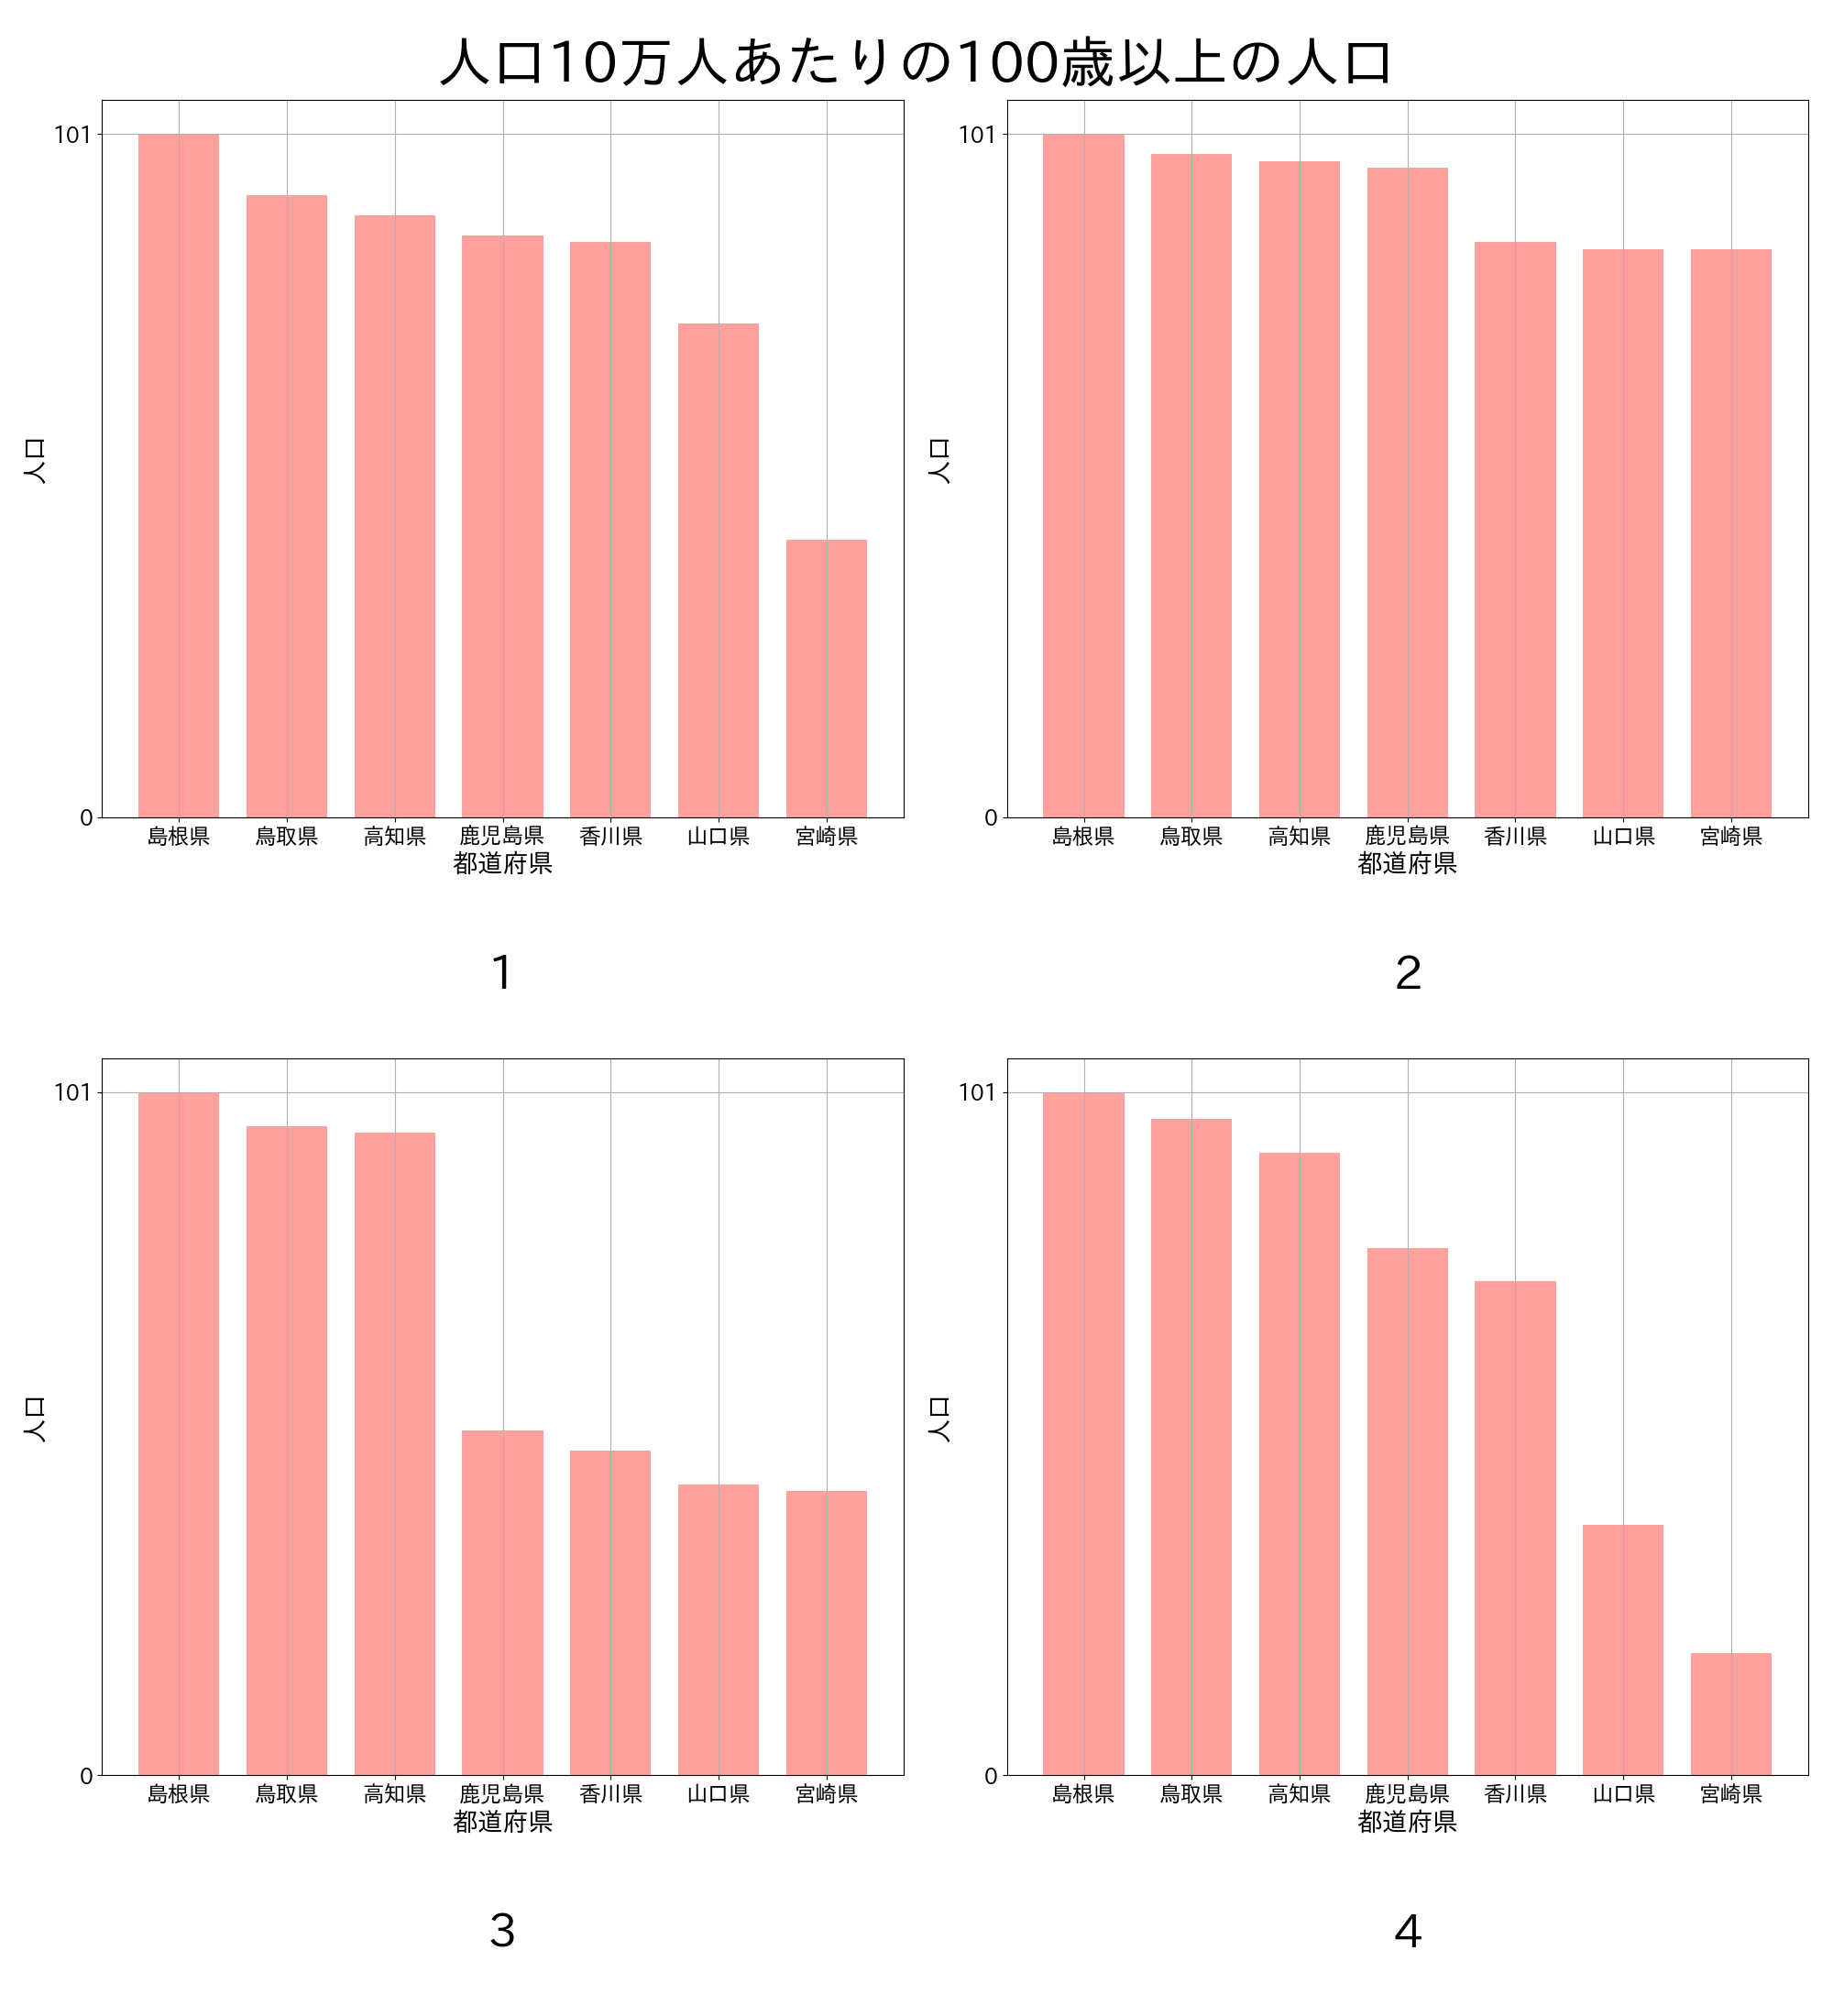 人口10万人あたりの100歳以上の人口
101
0
人口
島根県 鳥取県 高知県 鹿児島県 香川県 山口県 宮崎県
都道府県
1
101
0
人口
島根県 鳥取県 高知県 鹿児島県 香川県 山口県 宮崎県
都道府県
2
101
0
人口
島根県 鳥取県 高知県 鹿児島県 香川県 山口県 宮崎県
都道府県
3
101
0
人口
島根県 鳥取県 高知県 鹿児島県 香川県 山口県 宮崎県
都道府県
4